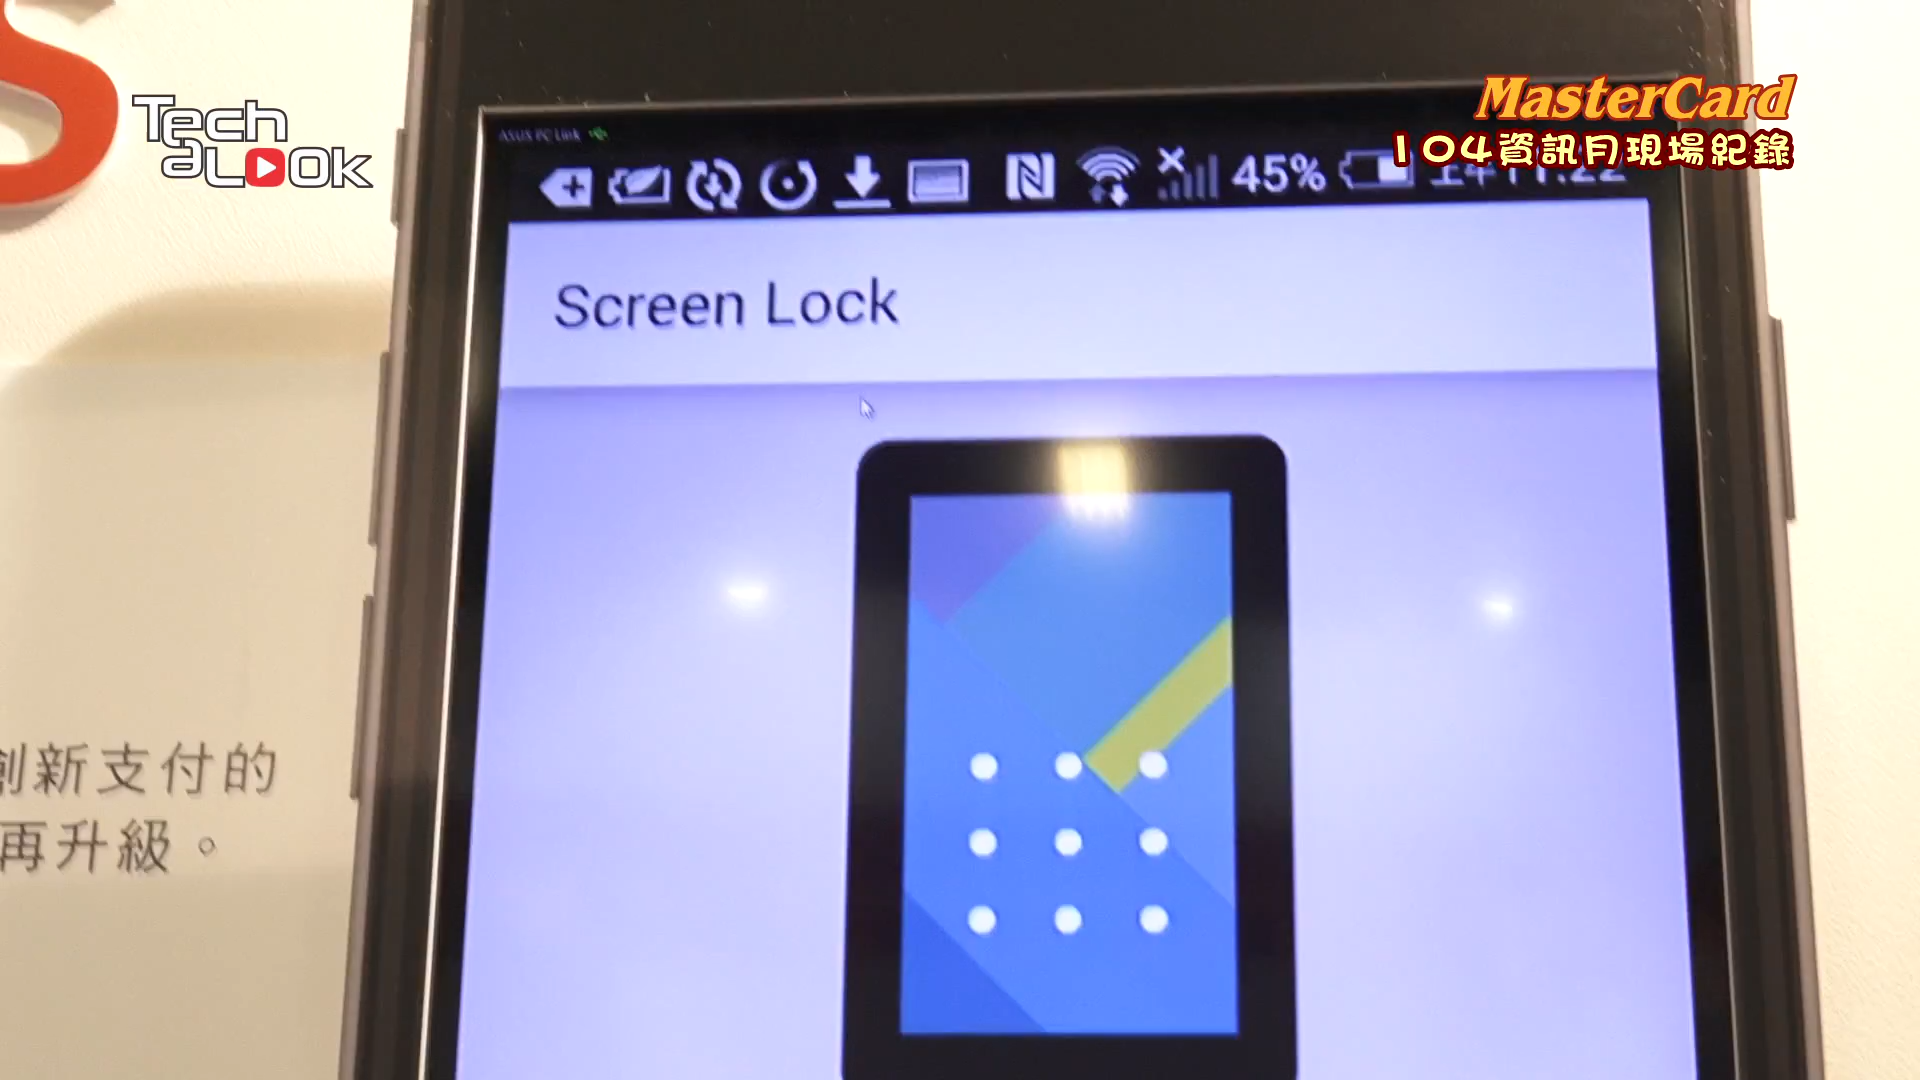 Tech
aLOOK
MasterCard
104資訊月現場紀錄
ASUS PC Link
45%
Screen Lock
創新支付的
再升級。